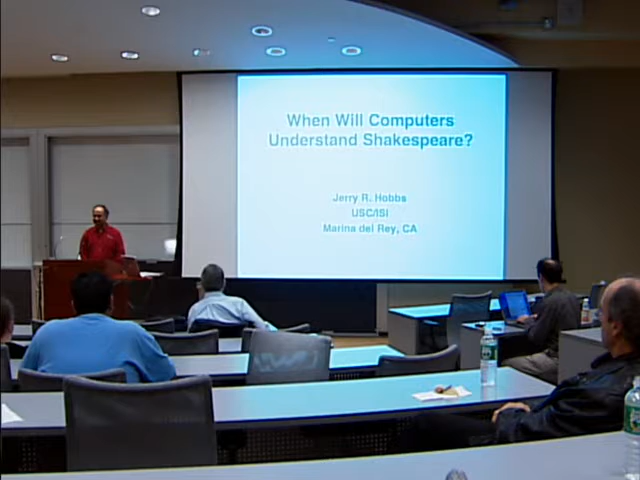 When Will Computers
Understand Shakespeare?
Jerry R. Hobbs
USC/ISI
Marina del Rey, CA